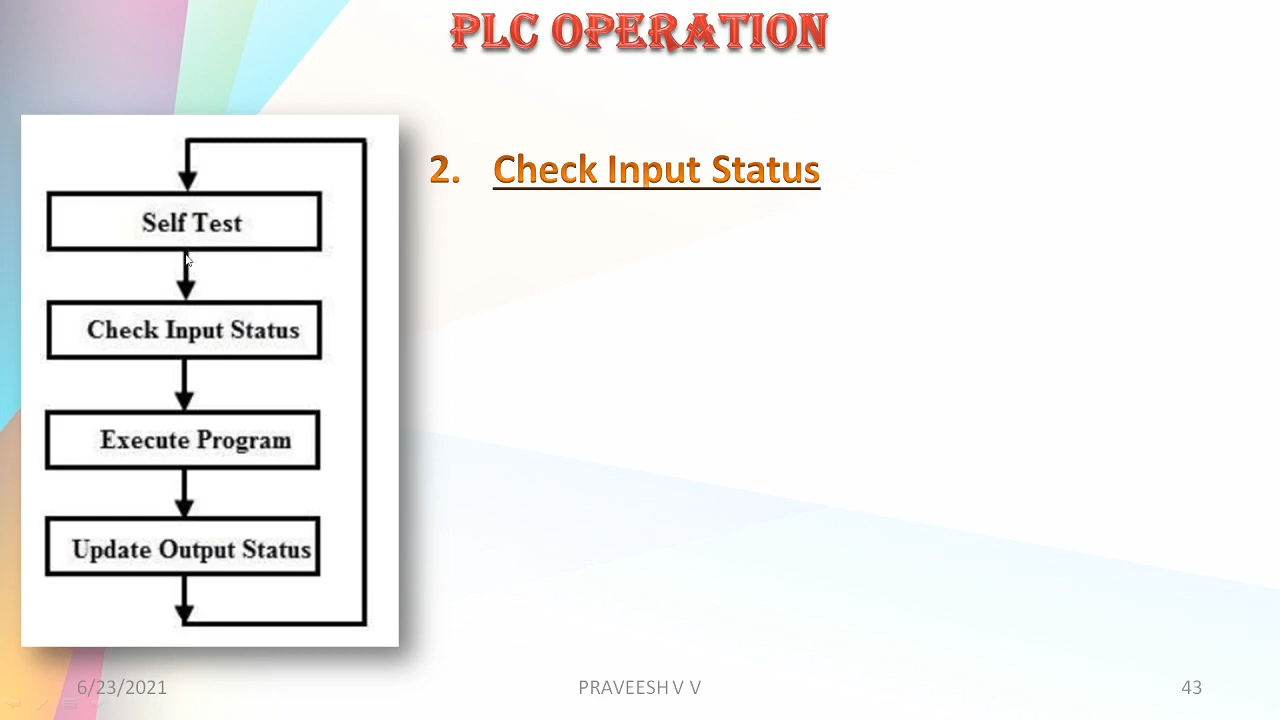 PLC OPERATION
2. Check Input Status
Self Test
Check Input Status
Execute Program
Update Output Status
6/23/2021
PRAVEESH V V
43